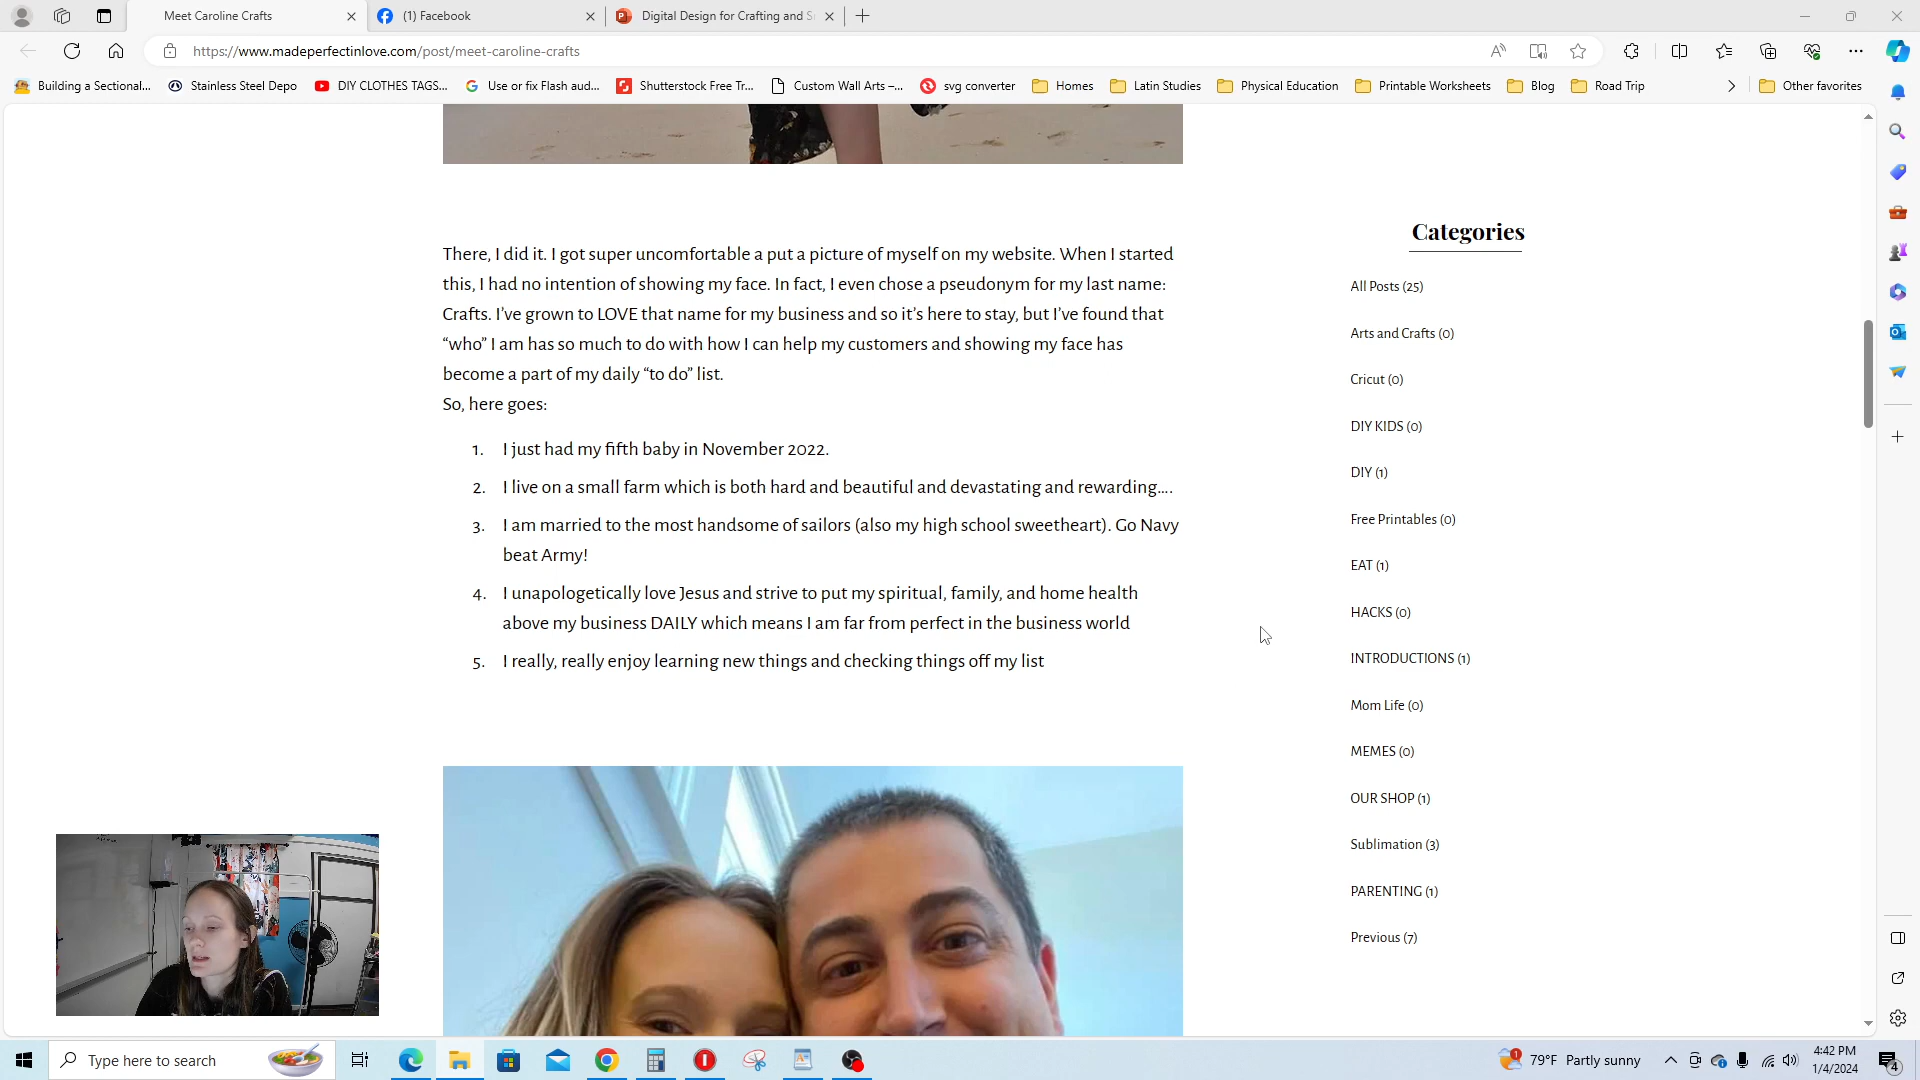 Meet Caroline Crafts
(1) Facebook
Digital Design for Crafting and S
https://www.madeperfectinlove.com/post/meet-caroline-crafts
Building a Sectional...
Stainless Steel Depo
DIY CLOTHES TAGS...
Use or fix Flash aud...
Shutterstock Free Tr...
Custom Wall Arts –...
svg converter
Homes
Latin Studies
Physical Education
Printable Worksheets
Blog
Road Trip
Other favorites
There, I did it. I got super uncomfortable a put a picture of myself on my website. When I started
this, I had no intention of showing my face. In fact, I even chose a pseudonym for my last name:
Crafts. I've grown to LOVE that name for my business and so it's here to stay, but I've found that
“who” I am has so much to do with how I can help my customers and showing my face has
become a part of my daily “to do” list.
So, here goes:
1. I just had my fifth baby in November 2022.
2. I live on a small farm which is both hard and beautiful and devastating and rewarding....
3. I am married to the most handsome of sailors (also my high school sweetheart). Go Navy
beat Army!
4. I unapologetically love Jesus and strive to put my spiritual, family, and home health
above my business DAILY which means I am far from perfect in the business world
5. I really, really enjoy learning new things and checking things off my list
Categories
All Posts (25)
Arts and Crafts (0)
Cricut (0)
DIY KIDS (0)
DIY (1)
Free Printables (0)
EAT (1)
HACKS (0)
INTRODUCTIONS (1)
Mom Life (0)
MEMES (0)
OUR SHOP (1)
Sublimation (3)
PARENTING (1)
Previous (7)
Type here to search
1
79°F Partly sunny
4:42 PM
1/4/2024
4